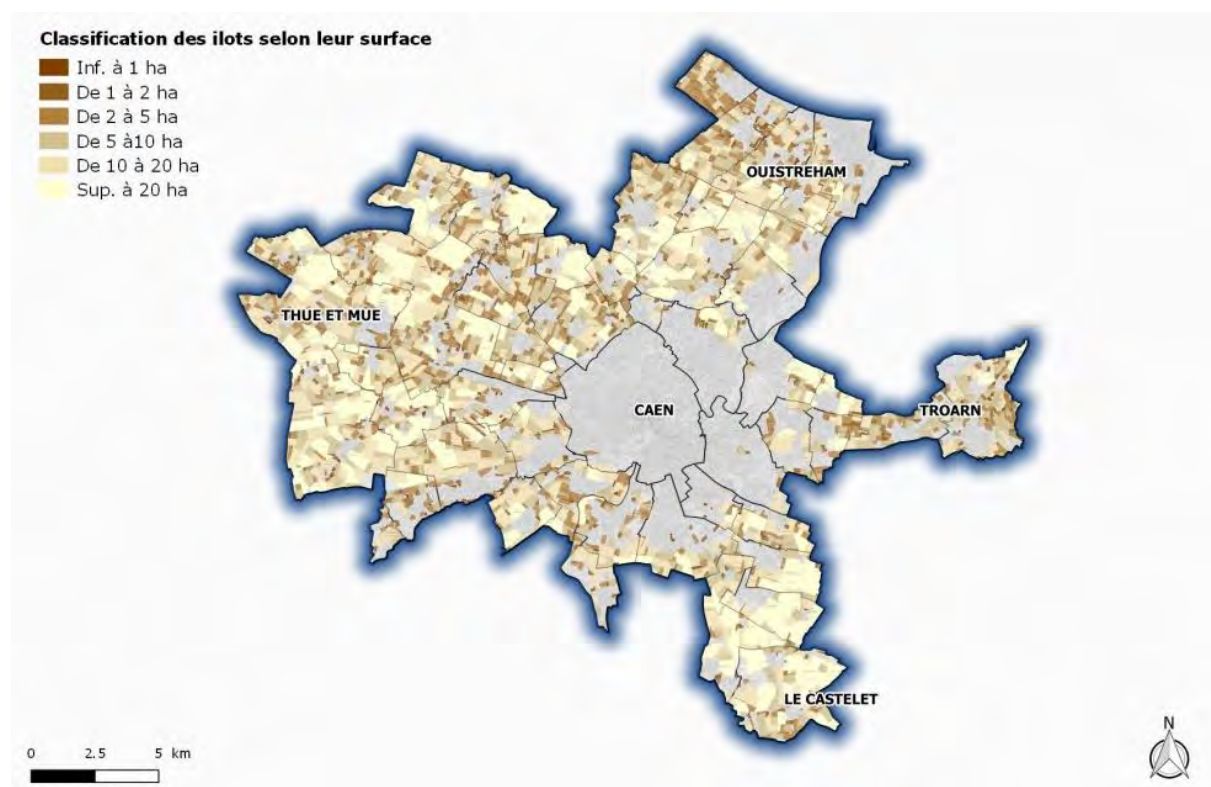 Classification des ilots selon leur surface
Inf. à 1 ha
De 1 à 2 ha
De 2 à 5 ha
De 5 à10 ha
De 10 à 20 ha
Sup. à 20 ha
OUISTREHAM
THUE ET MUE
CAEN
TROARN
LE CASTELET
0 2.5 5 km
N